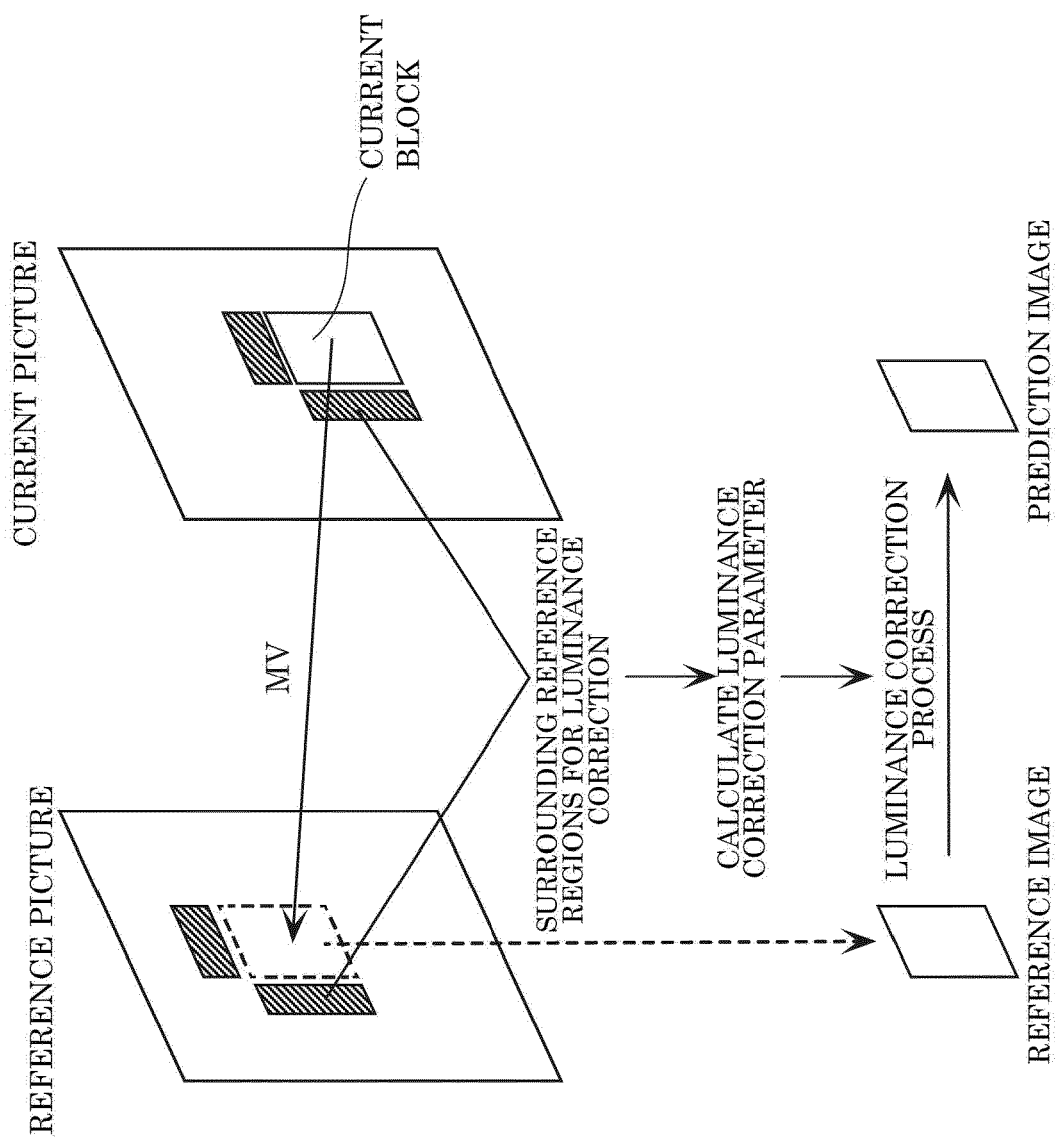 REFERENCE PICTURE
CURRENT PICTURE
MV
CURRENT
BLOCK
SURROUNDING REFERENCE
REGIONS FOR LUMINANCE
CORRECTION
CALCULATE LUMINANCE
CORRECTION PARAMETER
LUMINANCE CORRECTION
PROCESS
REFERENCE IMAGE
PREDICTION IMAGE